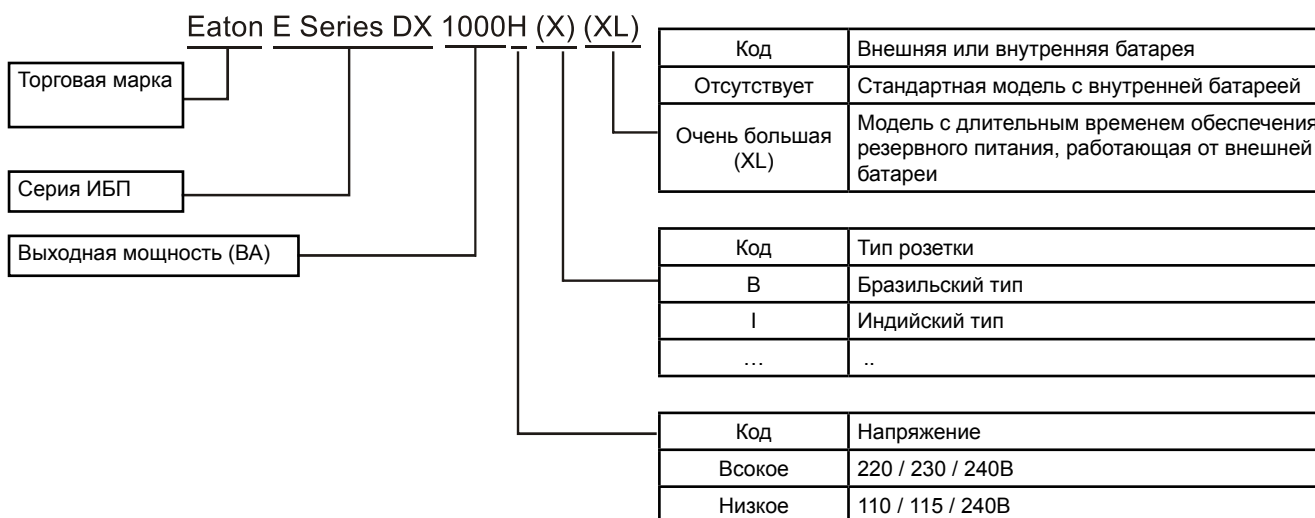 Eaton E Series DX 1000H (X) (XL)
Торговая марка
Серия ИБП
Выходная мощность (ВА)
Код Внешняя или внутренняя батарея
Отсутствует Стандартная модель с внутренней батареей
Очень большая (XL) Модель с длительным временем обеспечения
резервного питания, работающая от внешней
батареи
Код Тип розетки
B Бразильский тип
I Индийский тип
… ..
Код Напряжение
Всокое 220 / 230 / 240В
Низкое 110 / 115 / 240В